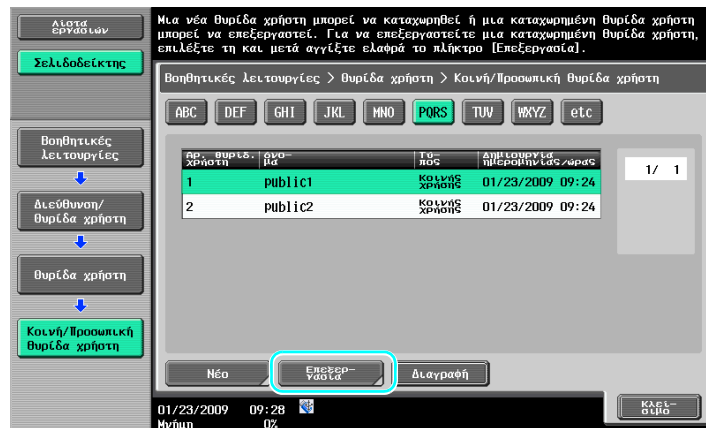 Λίστα
εργασιών
Μια νέα θυρίδα χρήστη μπορεί να καταχωρηθεί ή μια καταχωρημένη θυρίδα χρήστη
μπορεί να επεξεργαστεί. Για να επεξεργαστείτε μια καταχωρημένη θυρίδα χρήστη,
επιλέξτε τη και μετά αγγίξτε ελαφρά το πλήκτρο [Επεξεργασία].
Σελιδοδείκτης
Βοηθητικές λειτουργίες > θυρίδα χρήστη > Κοινή/Προσωπική θυρίδα χρήστη
ABC DEF GHI JKL MNO PQRS TUV WXYZ etc
Βοηθητικές
λειτουργίες
Διεύθυνση/
θυρίδα χρήστη
θυρίδα χρήστη
Κοινή/Προσωπική
θυρίδα χρήστη
Αρ. θυρίδ.
χρήστη
Όνο-
μα
Τύ-
πος
Δημιουργία
ημερομηνίας/ώρας
1 public1 Κοινής
χρήσης 01/23/2009 09:24
2 public2 Κοινής
χρήσης 01/23/2009 09:24
1/ 1
Νέο
Επεξερ-
γασία
Διαγραφή
01/23/2009 09:28
Μνήμη 0%
Κλεί-
σιμο